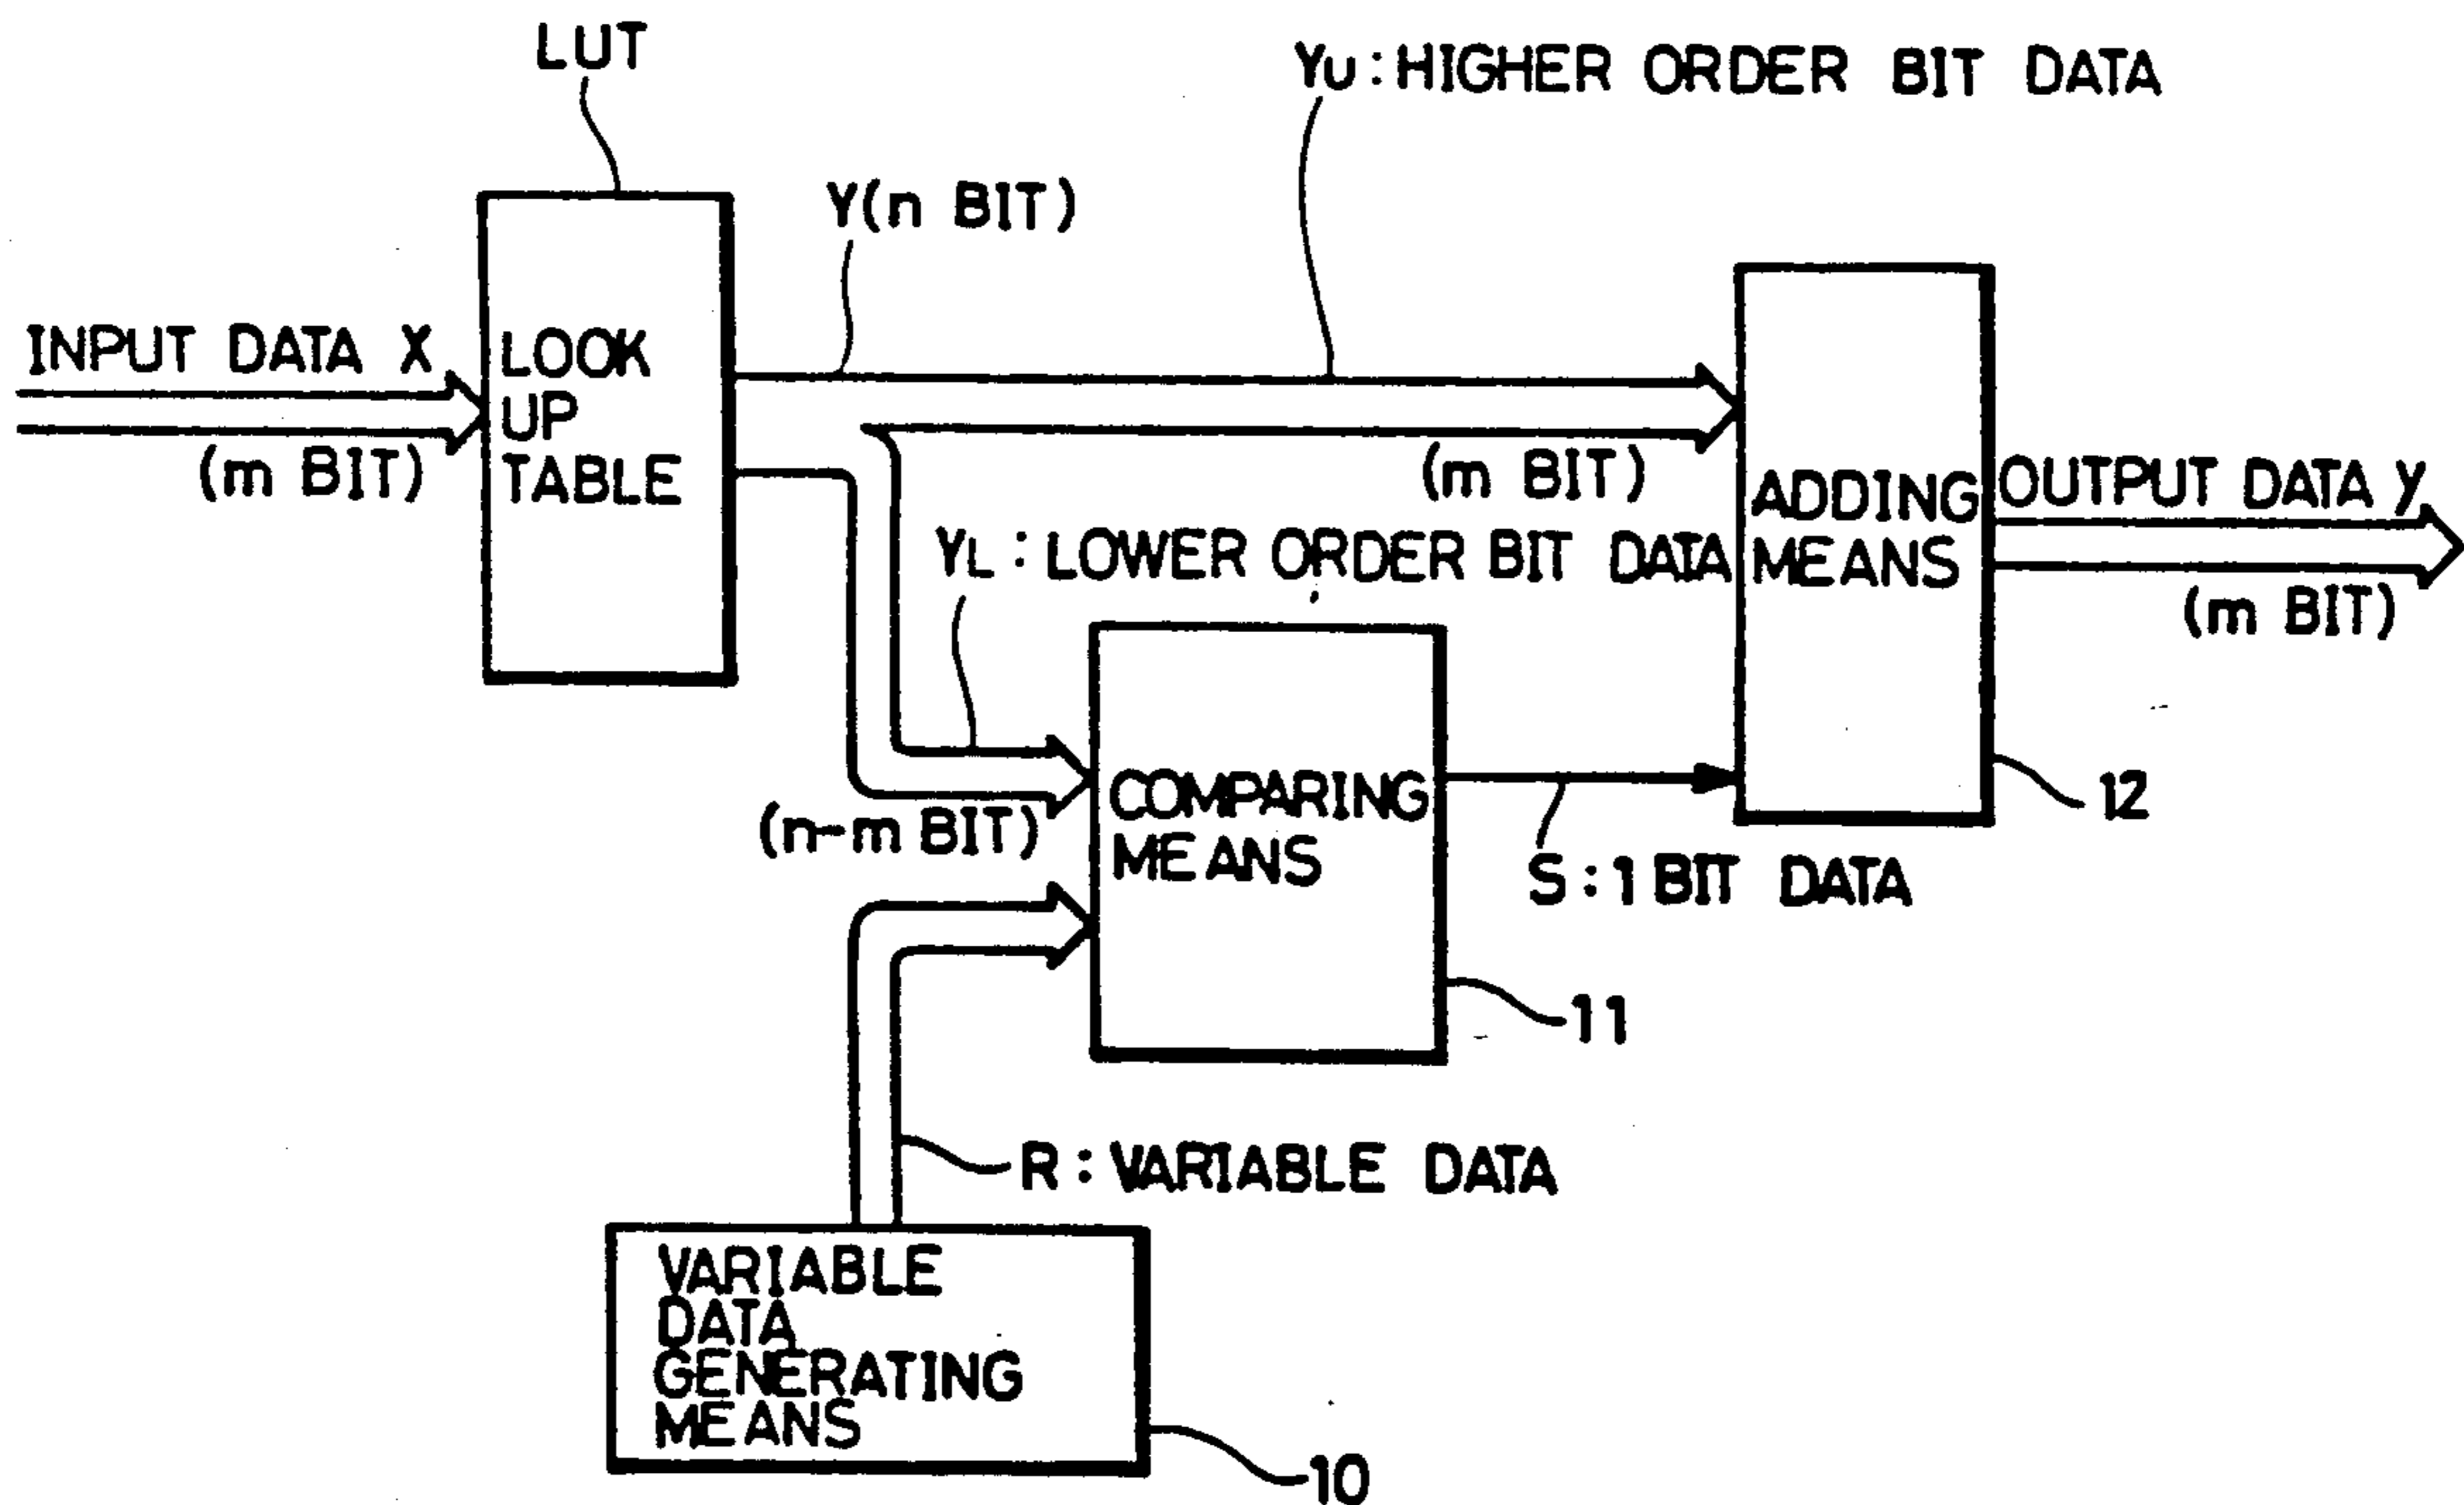 LUT
YU : HIGHER ORDER BIT DATA
Y(n BIT)
INPUT DATA X
(m BIT)
LOOK
UP
TABLE
(m BIT)
YL : LOWER ORDER BIT DATA
ADDING
MEANS
OUTPUT DATA y
(m BIT)
(n-m BIT)
COMPARING
MEANS
S : 1 BIT DATA
12
11
R : VARIABLE DATA
VARIABLE
DATA
GENERATING
MEANS
10